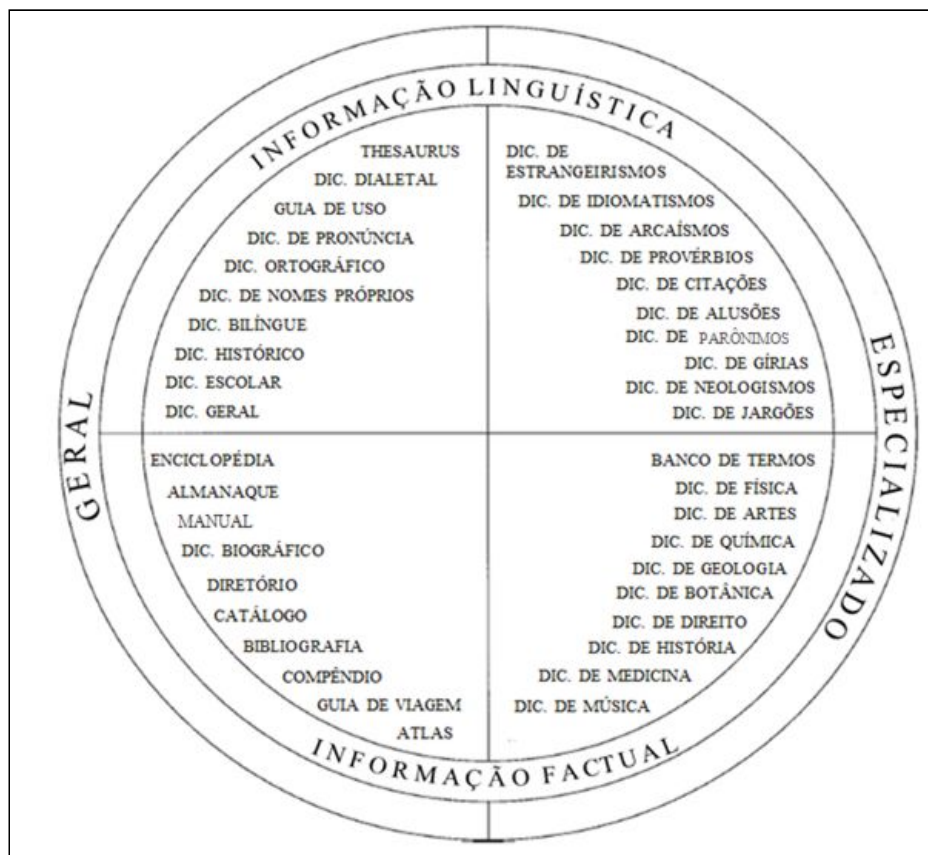 INFORMAÇÃO LINGUÍSTICA
THESAURUS
DIC. DIALETAL
GUIA DE USO
DIC. DE PRONÚNCIA
DIC. ORTOGRÁFICO
DIC. DE NOMES PRÓPRIOS
DIC. BILÍNGUE
DIC. HISTÓRICO
DIC. ESCOLAR
DIC. GERAL
DIC. DE
ESTRANGEIRISMOS
DIC. DE IDIOMATISMOS
DIC. DE ARCAÍSMOS
DIC. DE PROVÉRBIOS
DIC. DE CITAÇÕES
DIC. DE ALUSÕES
DIC. DE PARÔNIMOS
DIC. DE GÍRIAS
DIC. DE NEOLOGISMOS
DIC. DE JARGÕES
GERAL
ESPECIALIZADO
ENCICLOPÉDIA
ALMANAQUE
MANUAL
DIC. BIOGRÁFICO
DIRETÓRIO
CATÁLOGO
BIBLIOGRAFIA
COMPÊNDIO
GUIA DE VIAGEM
ATLAS
BANCO DE TERMOS
DIC. DE FÍSICA
DIC. DE ARTES
DIC. DE QUÍMICA
DIC. DE GEOLOGIA
DIC. DE BOTÂNICA
DIC. DE DIREITO
DIC. DE HISTÓRIA
DIC. DE MEDICINA
DIC. DE MÚSICA
INFORMAÇÃO FACTUAL